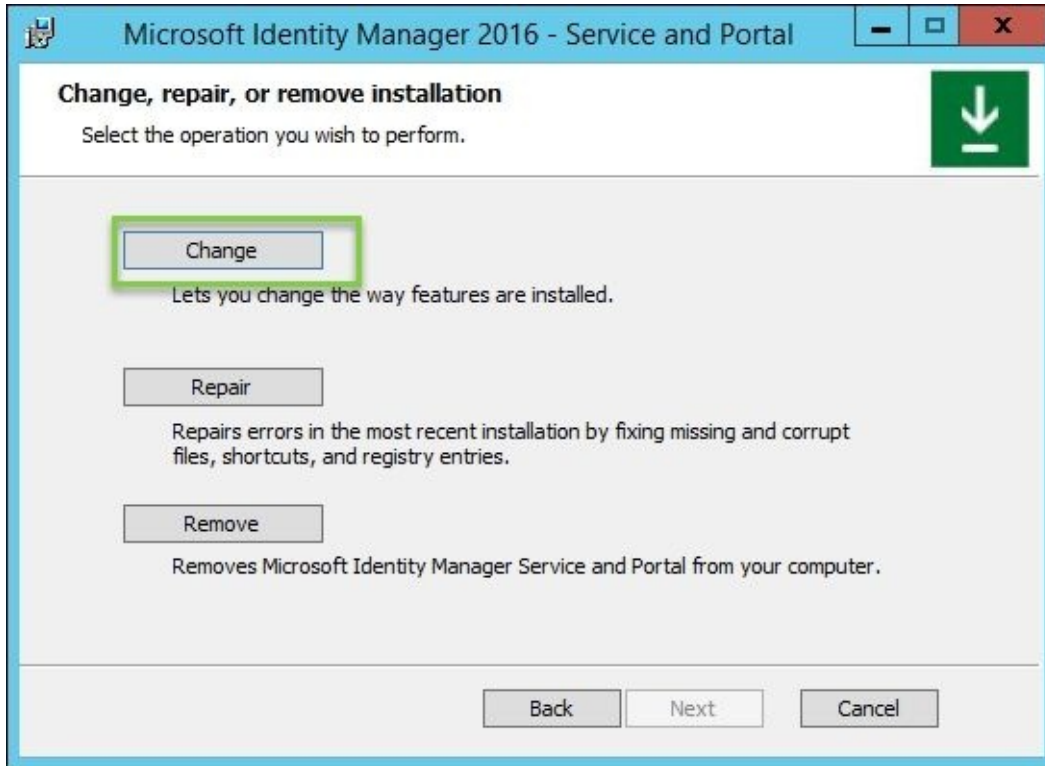 Microsoft Identity Manager 2016 - Service and Portal
Change, repair, or remove installation
Select the operation you wish to perform.
Change
Lets you change the way features are installed.
Repair
Repairs errors in the most recent installation by fixing missing and corrupt
files, shortcuts, and registry entries.
Remove
Removes Microsoft Identity Manager Service and Portal from your computer.
Back
Next
Cancel